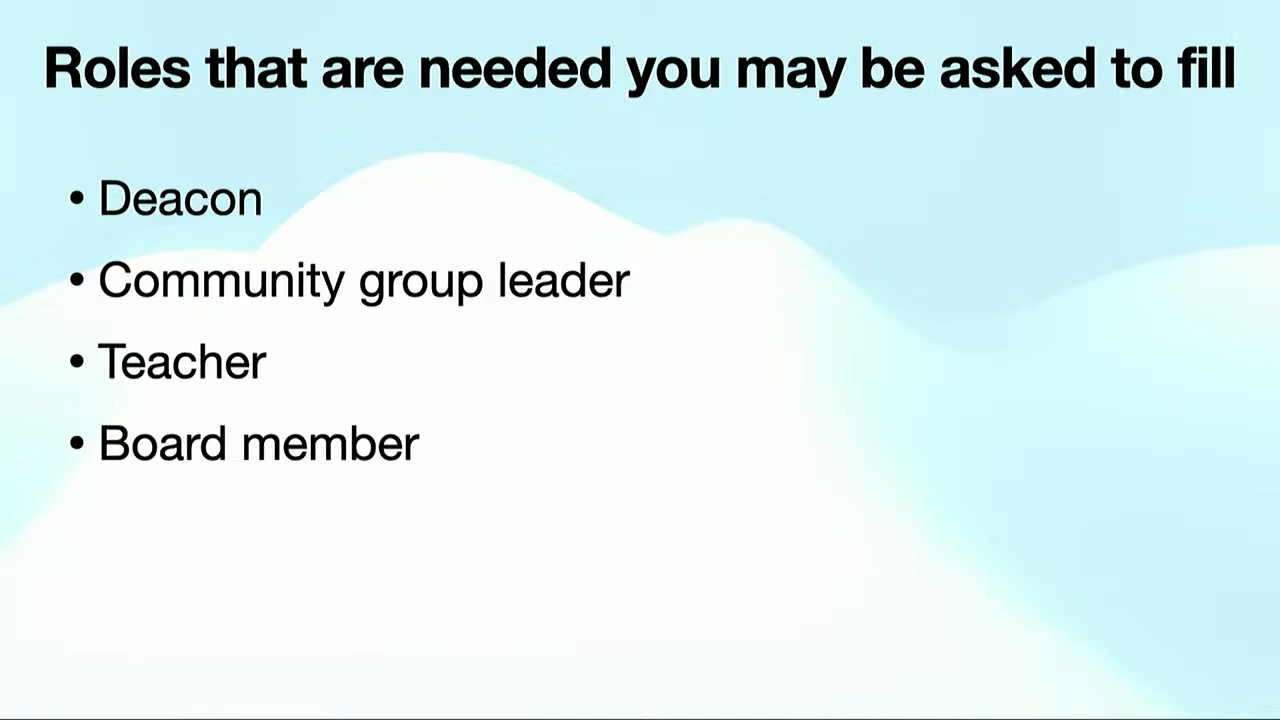 Roles that are needed you may be asked to fill
• Deacon
• Community group leader
• Teacher
• Board member